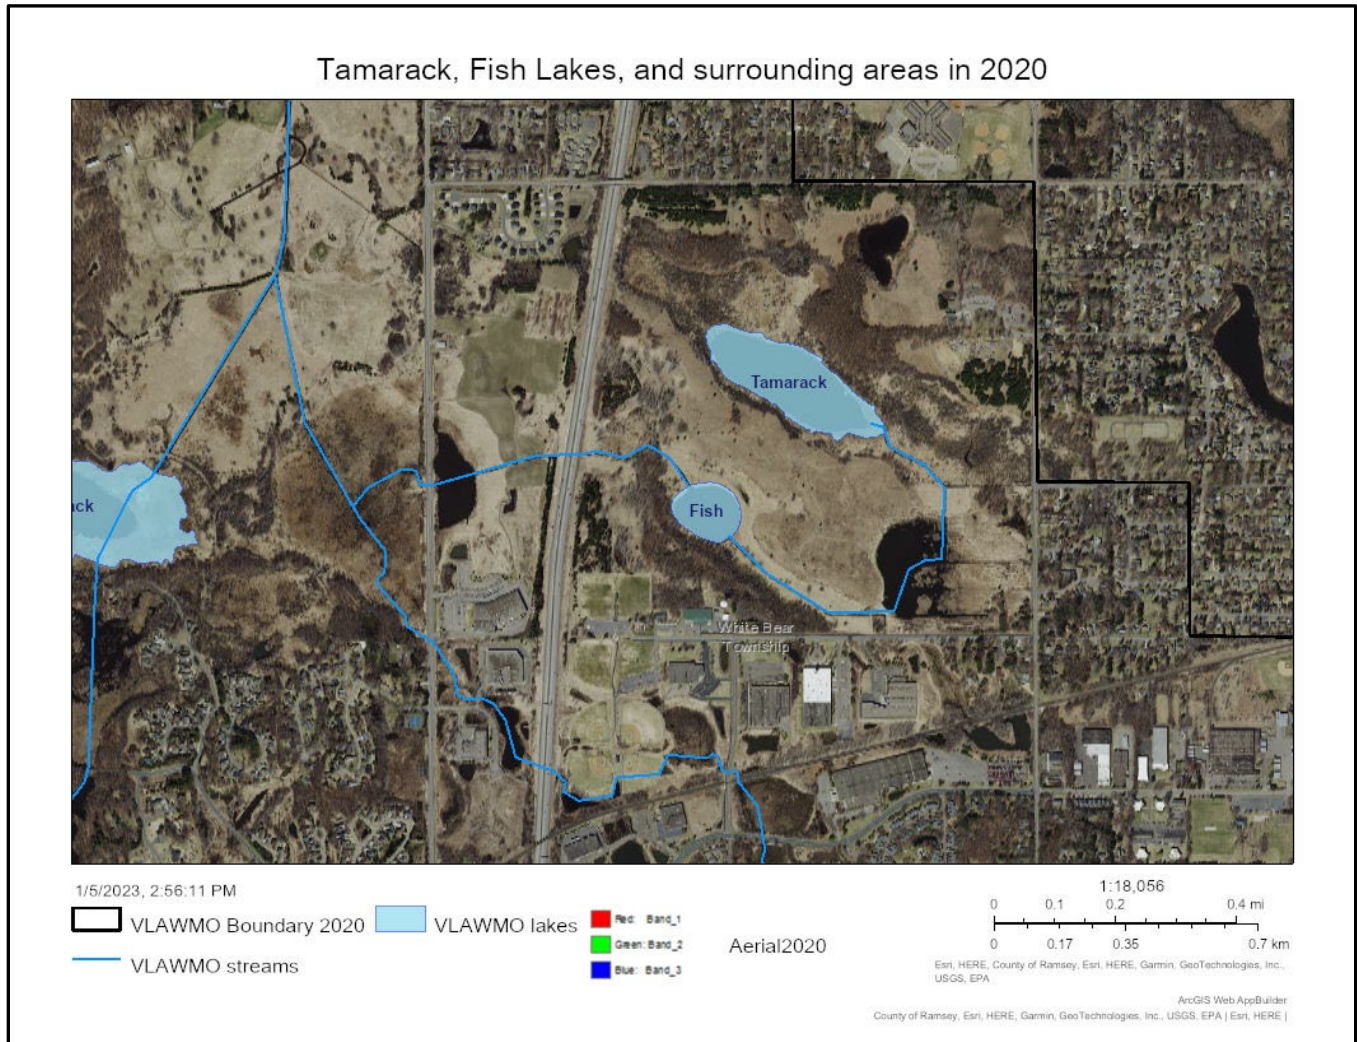 Tamarack, Fish Lakes, and surrounding areas in 2020
Tamarack
ack
Fish
White Bear
Township
1/5/2023, 2:56:11 PM
VLAWMO Boundary 2020
VLAWMO lakes
VLAWMO streams
Red: Band_1
Green: Band_2
Blue: Band_3
Aerial2020
1:18,056
0 0.1 0.2 0.4 mi
0 0.17 0.35 0.7 km
Esri, HERE, County of Ramsey, Esri, HERE, Garmin, GeoTechnologies, Inc.,
USGS, EPA
ArcGIS Web AppBuilder
County of Ramsey, Esri, HERE, Garmin, GeoTechnologies, Inc., USGS, EPA | Esri, HERE |